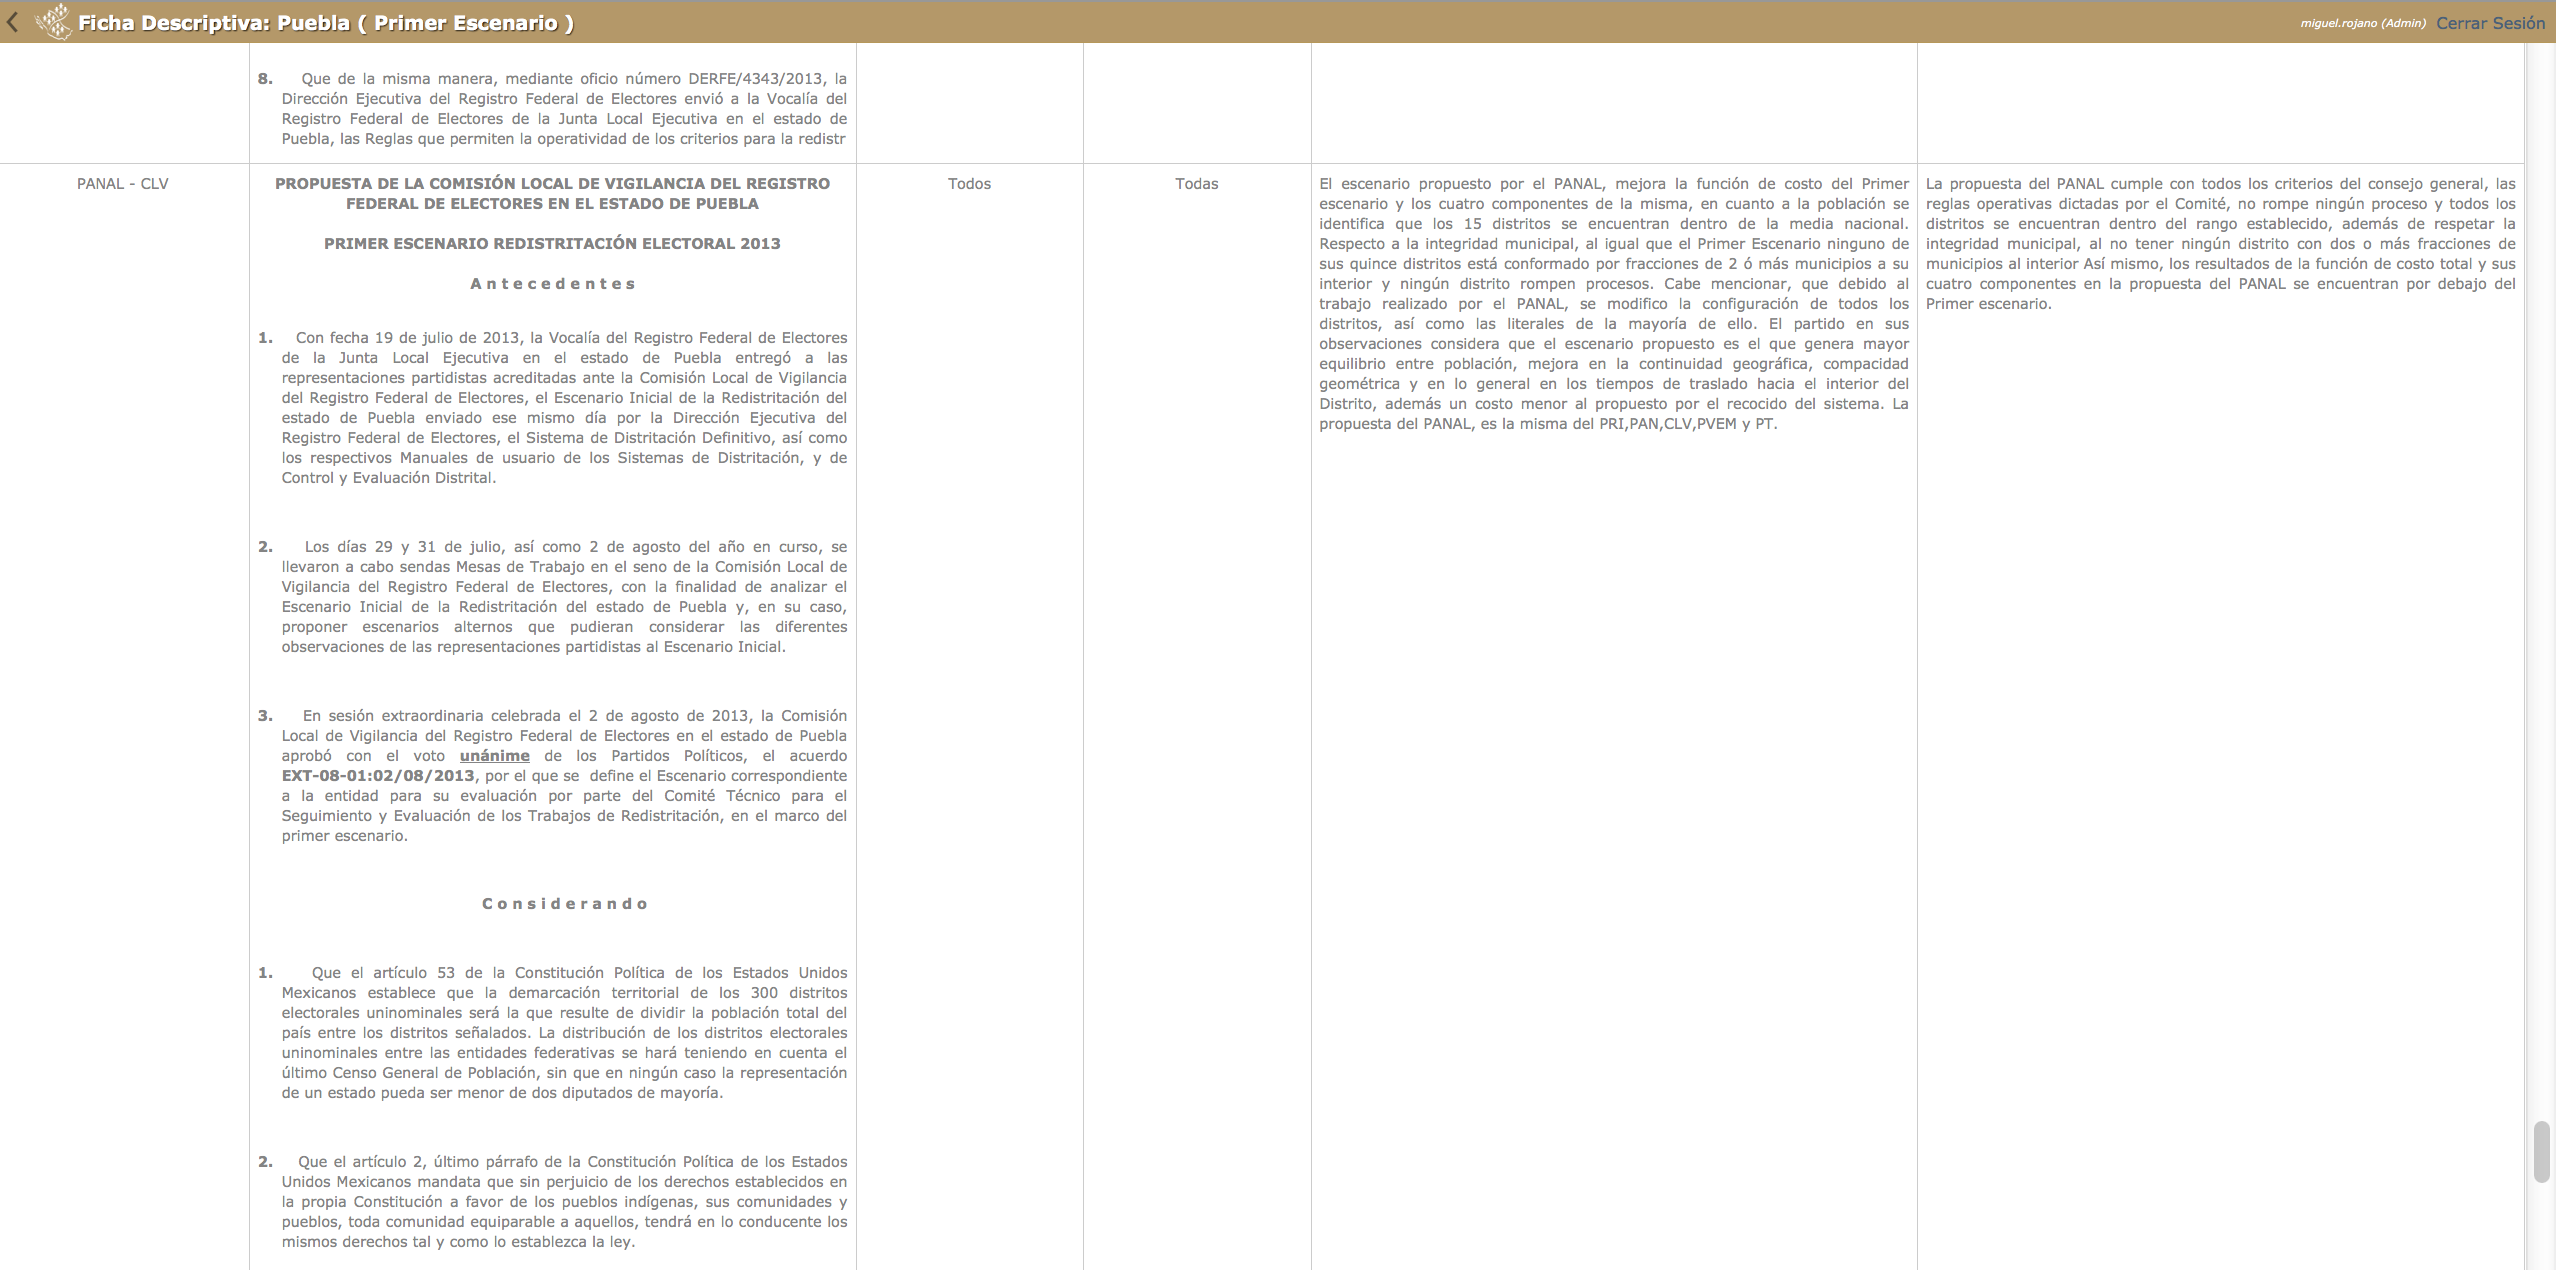 Ficha Descriptiva: Puebla ( Primer Escenario )
miguel.rojano (Admin) Cerrar Sesión
8. Que de la misma manera, mediante oficio número DERFE/4343/2013, la
Dirección Ejecutiva del Registro Federal de Electores envió a la Vocalía del
Registro Federal de Electores de la Junta Local Ejecutiva en el estado de
Puebla, las Reglas que permiten la operatividad de los criterios para la redistr
PANAL - CLV
PROPUESTA DE LA COMISIÓN LOCAL DE VIGILANCIA DEL REGISTRO
FEDERAL DE ELECTORES EN EL ESTADO DE PUEBLA
PRIMER ESCENARIO REDISTRITACIÓN ELECTORAL 2013
A n t e c e d e n t e s
1. Con fecha 19 de julio de 2013, la Vocalía del Registro Federal de Electores
de la Junta Local Ejecutiva en el estado de Puebla entregó a las
representaciones partidistas acreditadas ante la Comisión Local de Vigilancia
del Registro Federal de Electores, el Escenario Inicial de la Redistritación del
estado de Puebla enviado ese mismo día por la Dirección Ejecutiva del
Registro Federal de Electores, el Sistema de Distritación Definitivo, así como
los respectivos Manuales de usuario de los Sistemas de Distritación, y de
Control y Evaluación Distrital.
2. Los días 29 y 31 de julio, así como 2 de agosto del año en curso, se
llevaron a cabo sendas Mesas de Trabajo en el seno de la Comisión Local de
Vigilancia del Registro Federal de Electores, con la finalidad de analizar el
Escenario Inicial de la Redistritación del estado de Puebla y, en su caso,
proponer escenarios alternos que pudieran considerar las diferentes
observaciones de las representaciones partidistas al Escenario Inicial.
3. En sesión extraordinaria celebrada el 2 de agosto de 2013, la Comisión
Local de Vigilancia del Registro Federal de Electores en el estado de Puebla
aprobó con el voto unánime de los Partidos Políticos, el acuerdo
EXT-08-01:02/08/2013, por el que se define el Escenario correspondiente
a la entidad para su evaluación por parte del Comité Técnico para el
Seguimiento y Evaluación de los Trabajos de Redistritación, en el marco del
primer escenario.
C o n s i d e r a n d o
1. Que el artículo 53 de la Constitución Política de los Estados Unidos
Mexicanos establece que la demarcación territorial de los 300 distritos
electorales uninominales será la que resulte de dividir la población total del
país entre los distritos señalados. La distribución de los distritos electorales
uninominales entre las entidades federativas se hará teniendo en cuenta el
último Censo General de Población, sin que en ningún caso la representación
de un estado pueda ser menor de dos diputados de mayoría.
2. Que el artículo 2, último párrafo de la Constitución Política de los Estados
Unidos Mexicanos mandata que sin perjuicio de los derechos establecidos en
la propia Constitución a favor de los pueblos indígenas, sus comunidades y
pueblos, toda comunidad equiparable a aquellos, tendrá en lo conducente los
mismos derechos tal y como lo establezca la ley.
Todos
Todas
El escenario propuesto por el PANAL, mejora la función de costo del Primer
escenario y los cuatro componentes de la misma, en cuanto a la población se
identifica que los 15 distritos se encuentran dentro de la media nacional.
Respecto a la integridad municipal, al igual que el Primer Escenario ninguno de
sus quince distritos está conformado por fracciones de 2 ó más municipios a su
interior y ningún distrito rompen procesos. Cabe mencionar, que debido al
trabajo realizado por el PANAL, se modifico la configuración de todos los
distritos, así como las literales de la mayoría de ello. El partido en sus
observaciones considera que el escenario propuesto es el que genera mayor
equilibrio entre población, mejora en la continuidad geográfica, compacidad
geométrica y en lo general en los tiempos de traslado hacia el interior del
Distrito, además un costo menor al propuesto por el recocido del sistema. La
propuesta del PANAL, es la misma del PRI,PAN,CLV,PVEM y PT.
La propuesta del PANAL cumple con todos los criterios del consejo general, las
reglas operativas dictadas por el Comité, no rompe ningún proceso y todos los
distritos se encuentran dentro del rango establecido, además de respetar la
integridad municipal, al no tener ningún distrito con dos o más fracciones de
municipios al interior Así mismo, los resultados de la función de costo total y sus
cuatro componentes en la propuesta del PANAL se encuentran por debajo del
Primer escenario.